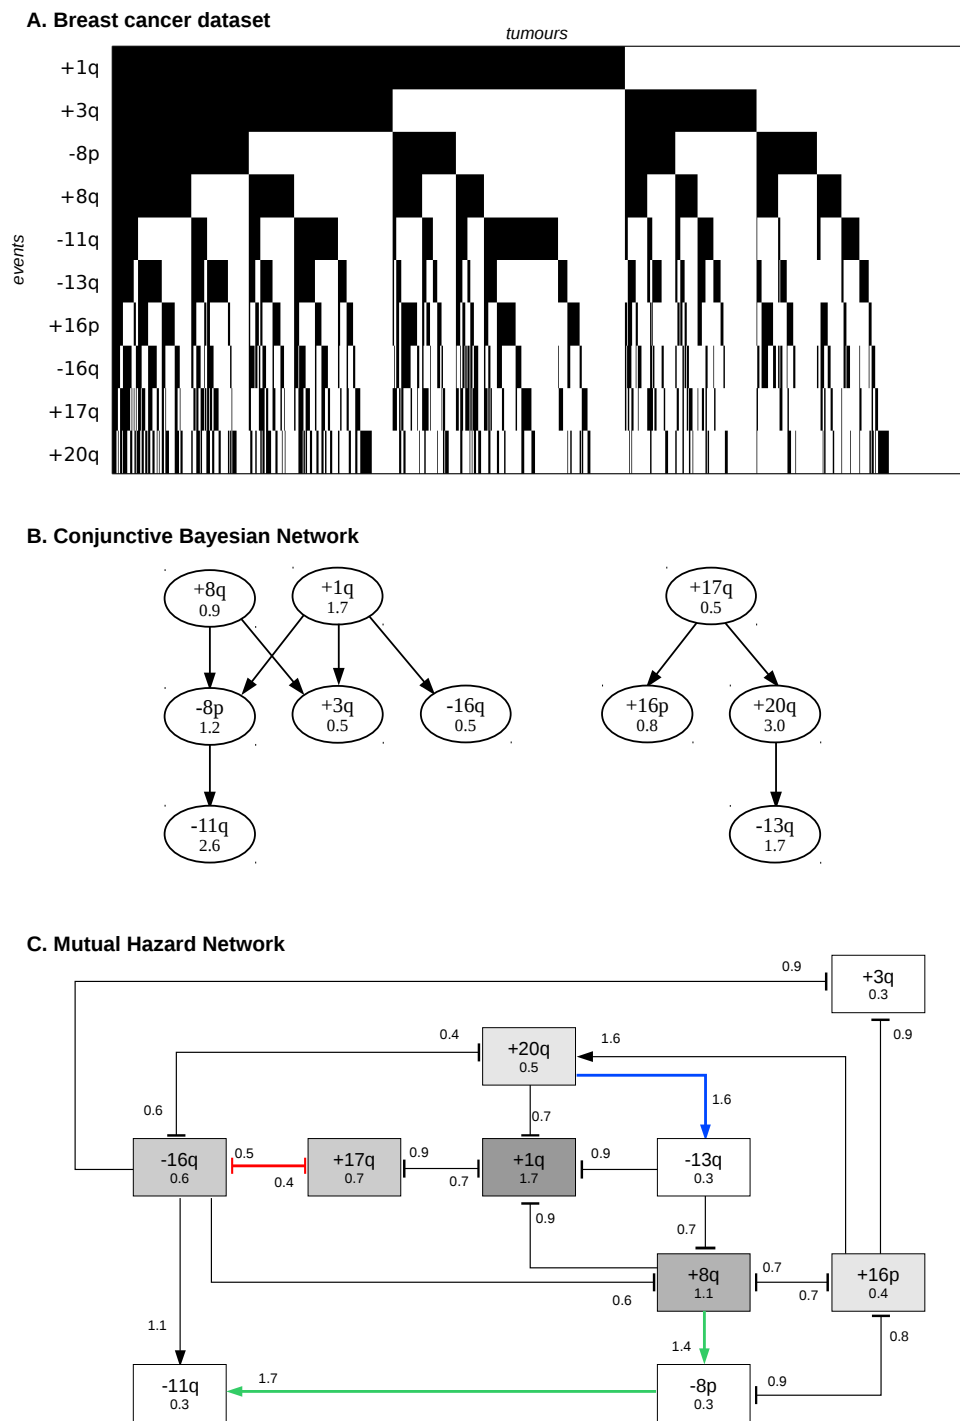 A. Breast cancer dataset
tumours
events
+1q
+3q
-8p
+8q
-11q
-13q
+16p
-16q
+17q
+20q
B. Conjunctive Bayesian Network
+8q
0.9
+1q
1.7
+17q
0.5
-8p
1.2
+3q
0.5
-16q
0.5
+16p
0.8
+20q
3.0
-11q
2.6
-13q
1.7
C. Mutual Hazard Network
0.9
+3q
0.3
0.4
+20q
0.5
1.6
0.9
0.6
0.7
1.6
-16q
0.6
0.5
0.4
+17q
0.7
0.9
0.7
+1q
1.7
0.9
-13q
0.3
0.9
0.7
0.6
+8q
1.1
0.7
0.7
+16p
0.4
1.1
1.4
0.8
-11q
0.3
1.7
-8p
0.3
0.9